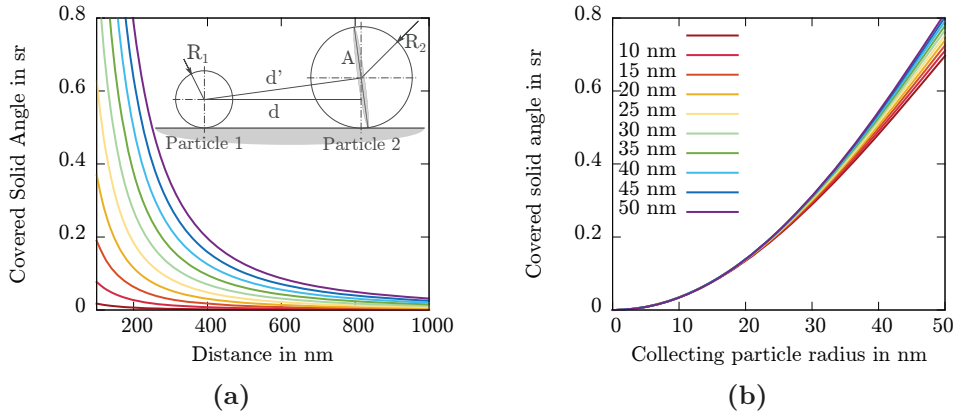 Covered Solid Angle in sr
0.8
0.6
0.4
0.2
0
200
400
600
800
1000
Distance in nm
R1
R2
A
d'
d
Particle 1
Particle 2
(a)
Covered solid angle in sr
0.8
0.6
0.4
0.2
0
0
10
20
30
40
50
Collecting particle radius in nm
10 nm
15 nm
20 nm
25 nm
30 nm
35 nm
40 nm
45 nm
50 nm
(b)